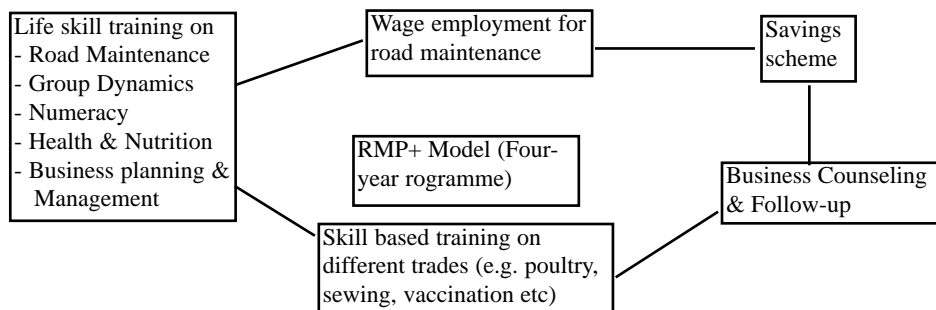 Life skill training on
- Road Maintenance
- Group Dynamics
- Numeracy
- Health & Nutrition
- Business planning &
Management
Wage employment for
road maintenance
Savings
scheme
RMP+ Model (Four-
year rogramme)
Business Counseling
& Follow-up
Skill based training on
different trades (e.g. poultry,
sewing, vaccination etc)